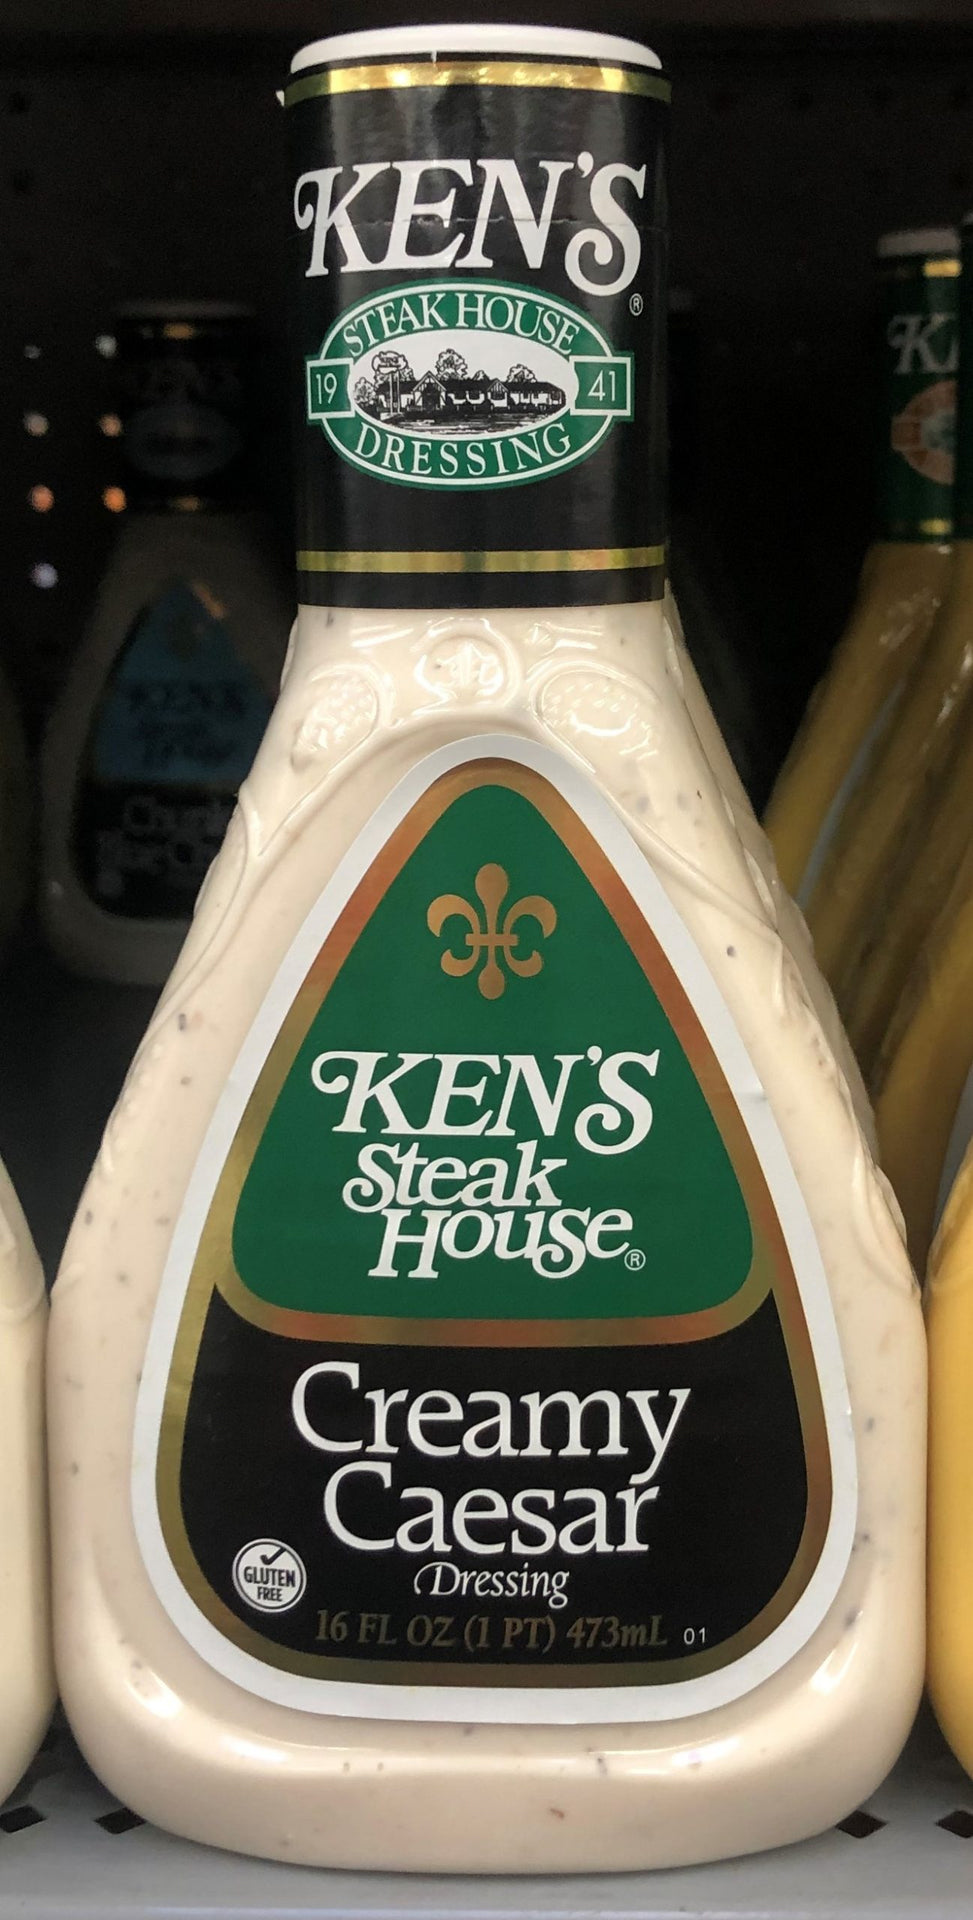 KEN'S
®
STEAK HOUSE
19 41
DRESSING
KEN'S
Steak
House®
Creamy
Caesar
Dressing
GLUTEN
FREE
16 FL OZ (1 PT) 473mL 01
KEN'S